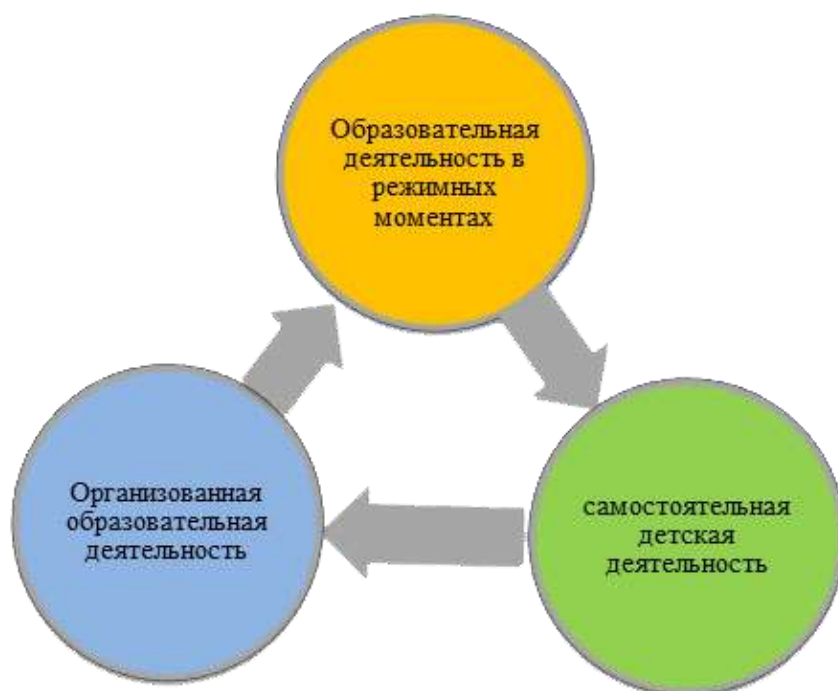 Образовательная
деятельность в
режимных
моментах
Организованная
образовательная
деятельность
самостоятельная
детская
деятельность